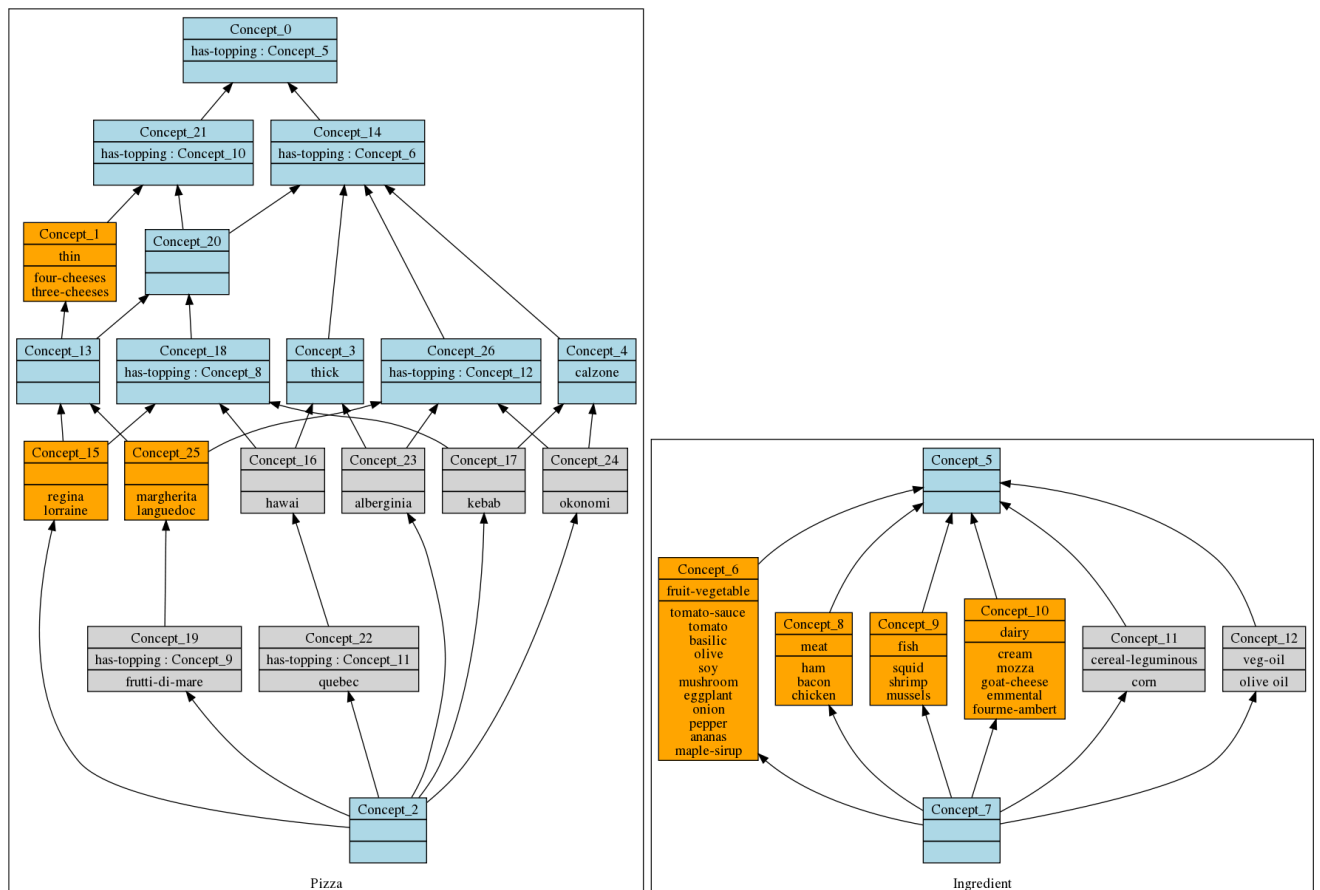 Concept_0
has-topping : Concept_5
Concept_21
has-topping : Concept_10
Concept_14
has-topping : Concept_6
Concept_1
thin
four-cheeses
three-cheeses
Concept_20
Concept_13
Concept_18
has-topping : Concept_8
Concept_3
thick
Concept_26
has-topping : Concept_12
Concept_4
calzone
Concept_15
regina
lorraine
Concept_25
margherita
languedoc
Concept_16
hawai
Concept_23
alberginia
Concept_17
kebab
Concept_24
okonomi
Concept_19
has-topping : Concept_9
frutti-di-mare
Concept_22
has-topping : Concept_11
quebec
Concept_2
Pizza
Concept_5
Concept_6
fruit-vegetable
tomato-sauce
tomato
basilic
olive
soy
mushroom
eggplant
onion
pepper
ananas
maple-sirup
Concept_8
meat
ham
bacon
chicken
Concept_9
fish
squid
shrimp
mussels
Concept_10
dairy
cream
mozza
goat-cheese
emmental
fourme-ambert
Concept_11
cereal-leguminous
corn
Concept_12
veg-oil
olive oil
Concept_7
Ingredient